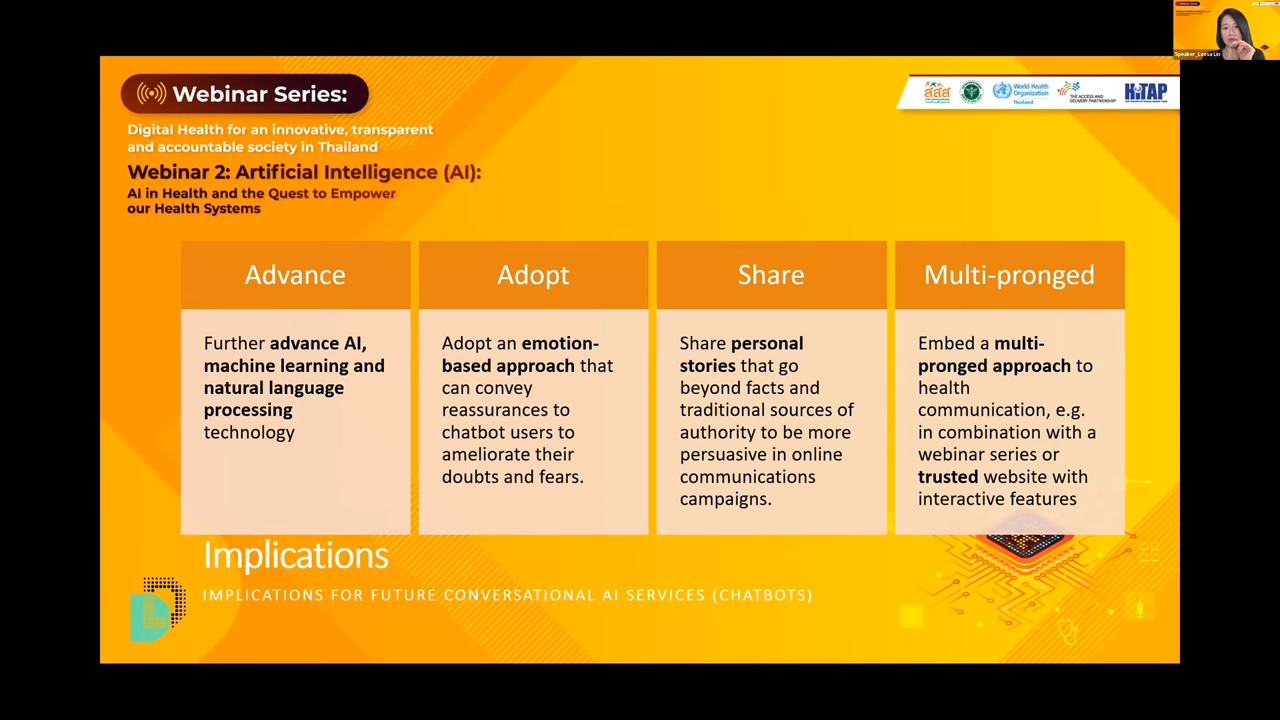 Webinar Series:
Digital Health for an innovative, transparent
and accountable society in Thailand
Webinar 2: Artificial Intelligence (AI):
AI in Health and the Quest to Empower
our Health Systems
สสส
World Health
Organization
Thailand
THE ACCESS AND
DELIVERY PARTNERSHIP
HITAP
Speaker_Leesa Lin
Advance
Further advance AI,
machine learning and
natural language
processing
technology
Adopt
Adopt an emotion-
based approach that
can convey
reassurances to
chatbot users to
ameliorate their
doubts and fears.
Share
Share personal
stories that go
beyond facts and
traditional sources of
authority to be more
persuasive in online
communications
campaigns.
Multi-pronged
Embed a multi-
pronged approach to
health
communication, e.g.
in combination with a
webinar series or
trusted website with
interactive features
Implications
IMPLICATIONS FOR FUTURE CONVERSATIONAL AI SERVICES (CHATBOTS)